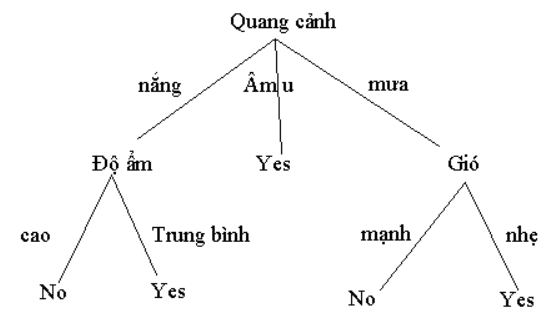 Quang cảnh
nắng
Âm u
mưa
Độ ẩm
Yes
Gió
cao
Trung bình
mạnh
nhẹ
No
Yes
No
Yes